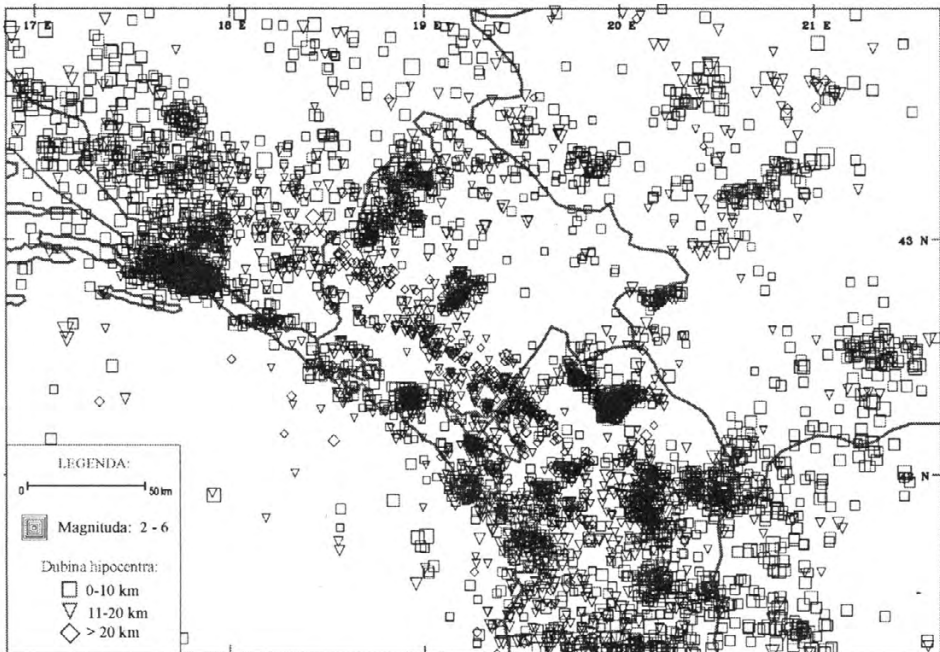 17 E 18 E 19 E 20 E 21 E
43 N
42 N
LEGENDA:
0 50 km
Magnituda: 2 - 6
Dubina hipocentra:
0-10 km
11-20 km
> 20 km